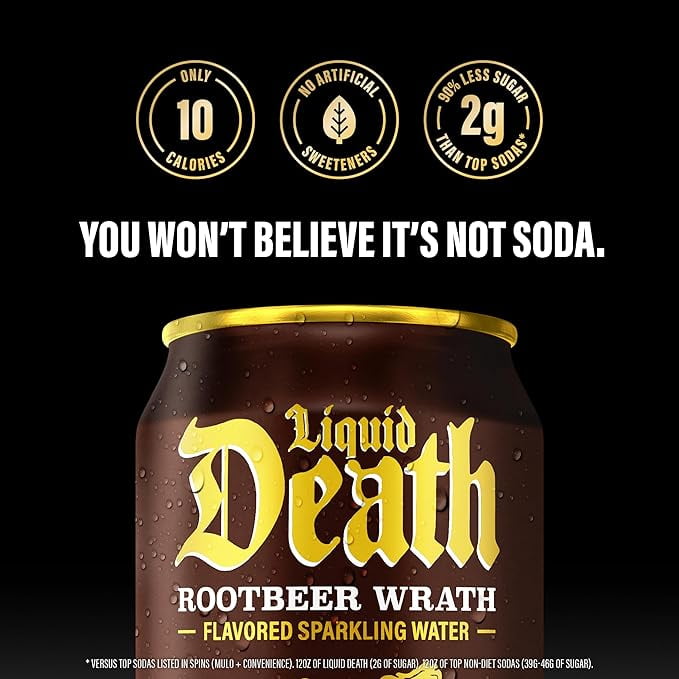 ONLY
10
CALORIES
NO ARTIFICIAL
SWEETENERS
90% LESS SUGAR
2g
THAN TOP SODAS*
YOU WON'T BELIEVE IT'S NOT SODA.
Liquid
Death
ROOTBEER WRATH
FLAVORED SPARKLING WATER
* VERSUS TOP SODAS LISTED IN SPINS (MULO + CONVENIENCE). 12OZ OF LIQUID DEATH (2G OF SUGAR). 12OZ OF TOP NON-DIET SODAS (39G-46G OF SUGAR).